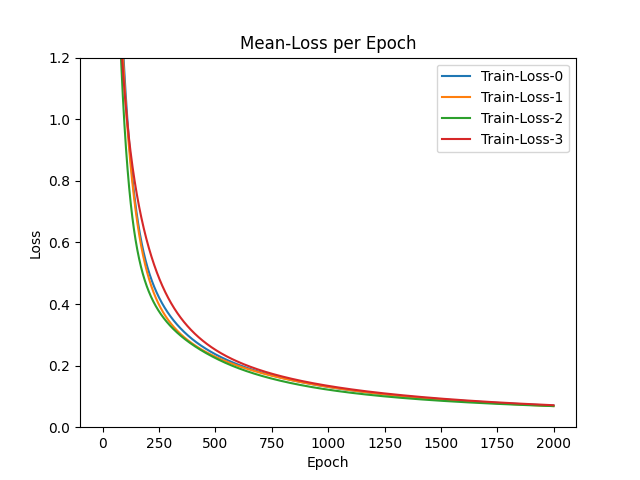 Mean-Loss per Epoch
1.2
1.0
0.8
0.6
0.4
0.2
0.0
Loss
Train-Loss-0
Train-Loss-1
Train-Loss-2
Train-Loss-3
0 250 500 750 1000 1250 1500 1750 2000
Epoch